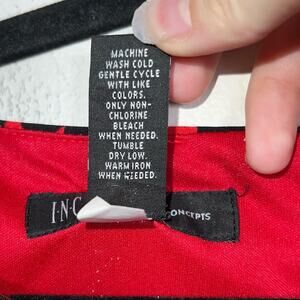 MACHINE
WASH COLD
GENTLE CYCLE
WITH LIKE
COLORS.
ONLY NON-
CHLORINE
BLEACH
WHEN NEEDED.
TUMBLE
DRY LOW.
WARM IRON
WHEN NEEDED.
I·N·C
CONCEPTS